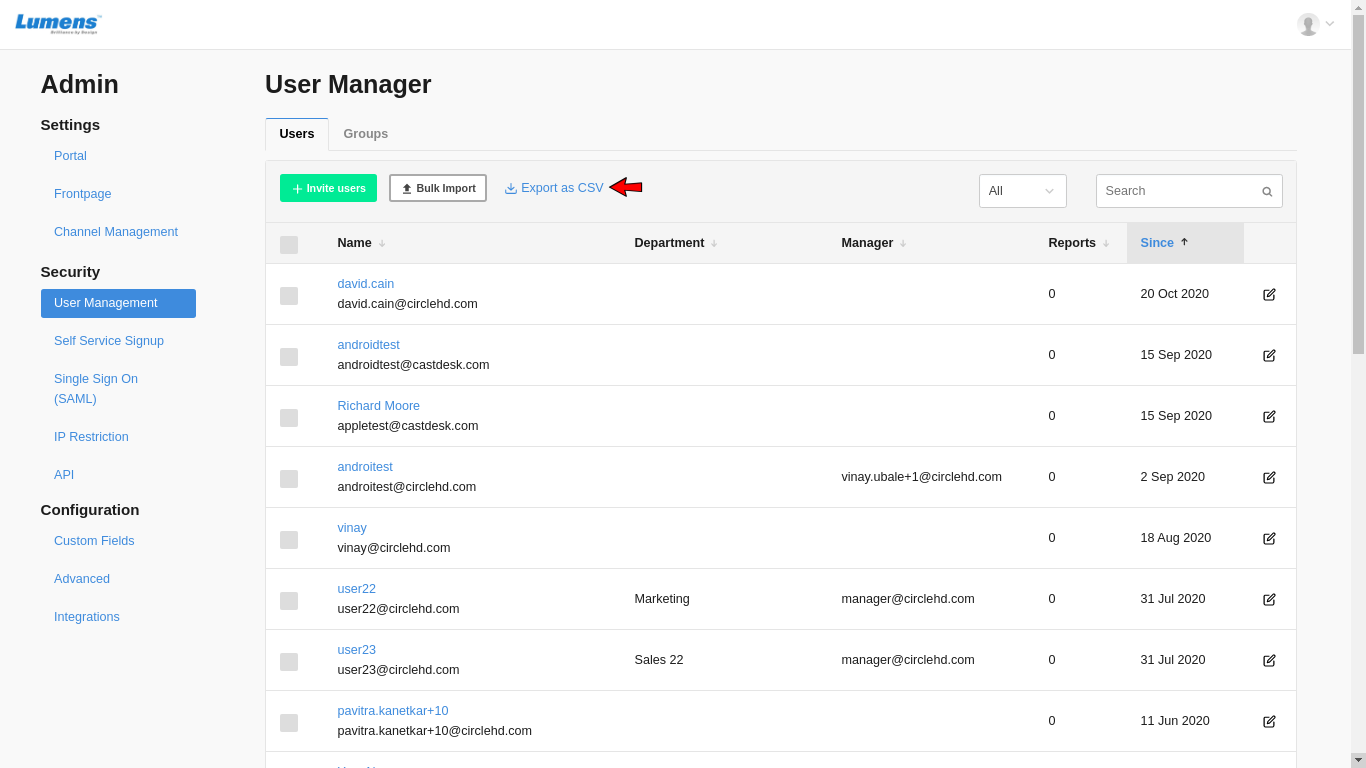 Lumens™
Brilliance by Design
Admin
Settings
Portal
Frontpage
Channel Management
Security
User Management
Self Service Signup
Single Sign On
(SAML)
IP Restriction
API
Configuration
Custom Fields
Advanced
Integrations
User Manager
Users Groups
Invite users Bulk Import Export as CSV All Search
Name Department Manager Reports Since
david.cain
david.cain@circlehd.com 0 20 Oct 2020
androidtest
androidtest@castdesk.com 0 15 Sep 2020
Richard Moore
appletest@castdesk.com 0 15 Sep 2020
androitest
androitest@circlehd.com vinay.ubale+1@circlehd.com 0 2 Sep 2020
vinay
vinay@circlehd.com 0 18 Aug 2020
user22
user22@circlehd.com Marketing manager@circlehd.com 0 31 Jul 2020
user23
user23@circlehd.com Sales 22 manager@circlehd.com 0 31 Jul 2020
pavitra.kanetkar+10
pavitra.kanetkar+10@circlehd.com 0 11 Jun 2020